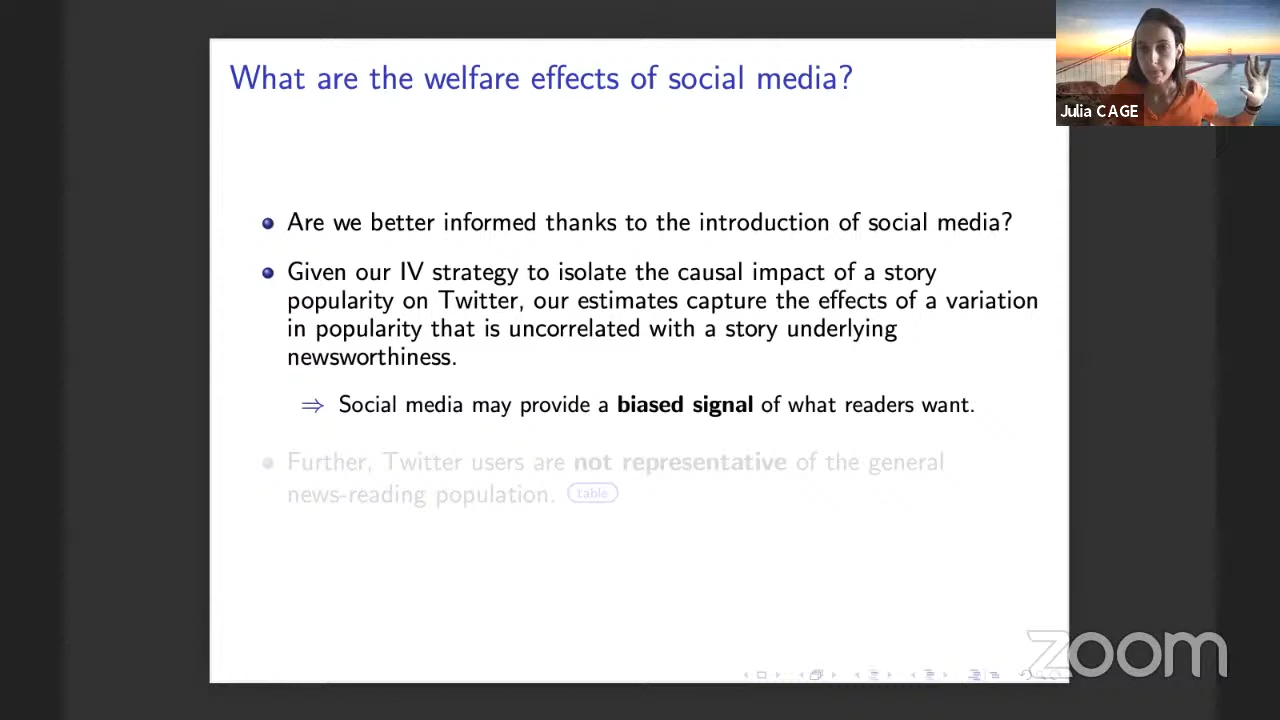 What are the welfare effects of social media?
Julia CAGE
Are we better informed thanks to the introduction of social media?
Given our IV strategy to isolate the causal impact of a story
popularity on Twitter, our estimates capture the effects of a variation
in popularity that is uncorrelated with a story underlying
newsworthiness.
⇒ Social media may provide a biased signal of what readers want.
Further, Twitter users are not representative of the general
news-reading population. table
zoom